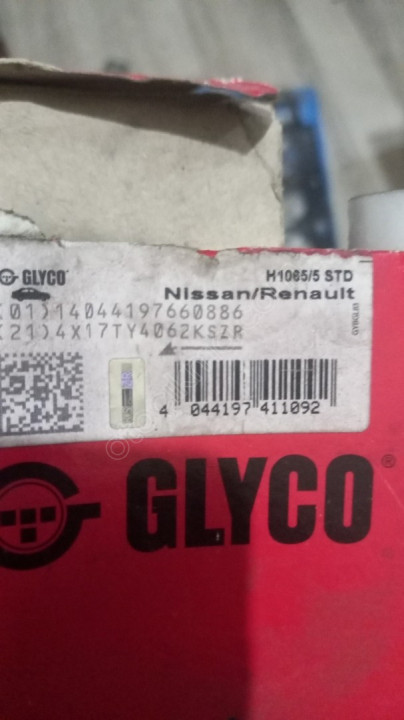 GLYCO
H1065/5 STD
Nissan/Renault
(01)14044197660886
(21)4X17TY4062KSZR
4 044197 411092
GLYCO